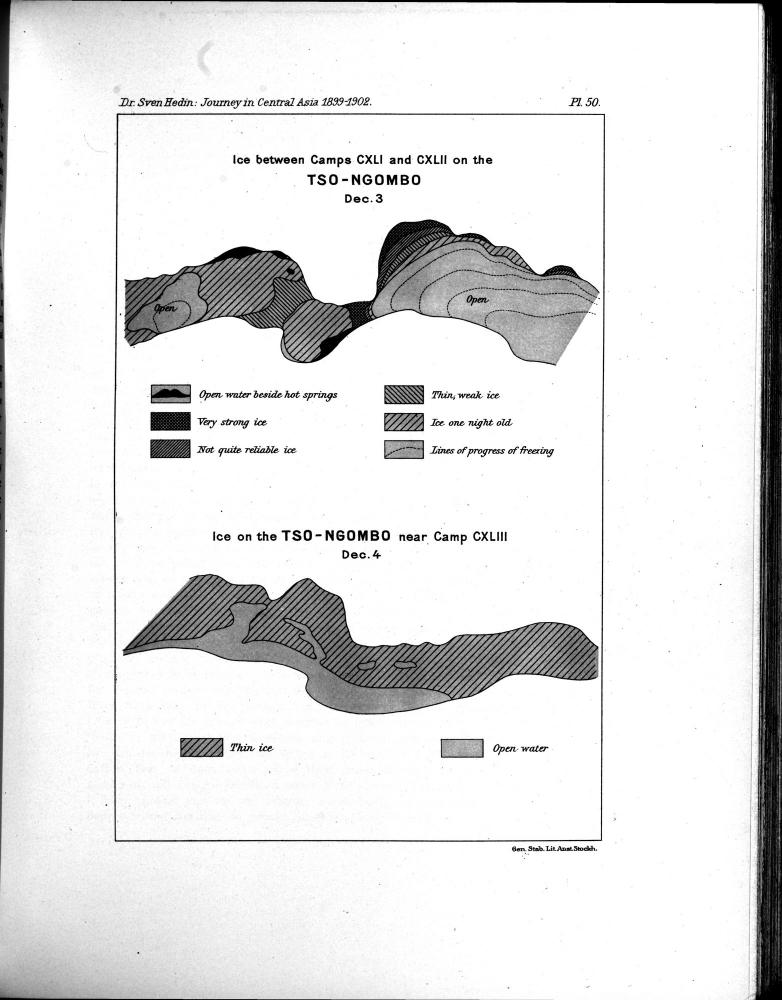 Dr. Sven Hedin: Journey in Central Asia 1899-1902.
Pl. 50.
Ice between Camps CXLI and CXLII on the
TSO-NGOMBO
Dec. 3
Open
Open
Open water beside hot springs
Thin, weak ice
Very strong ice
Ice one night old
Not quite reliable ice
Lines of progress of freezing
Ice on the TSO-NGOMBO near Camp CXLIII
Dec. 4
Thin ice
Open water
Gen. Stab. Lit. Anst. Stockh.